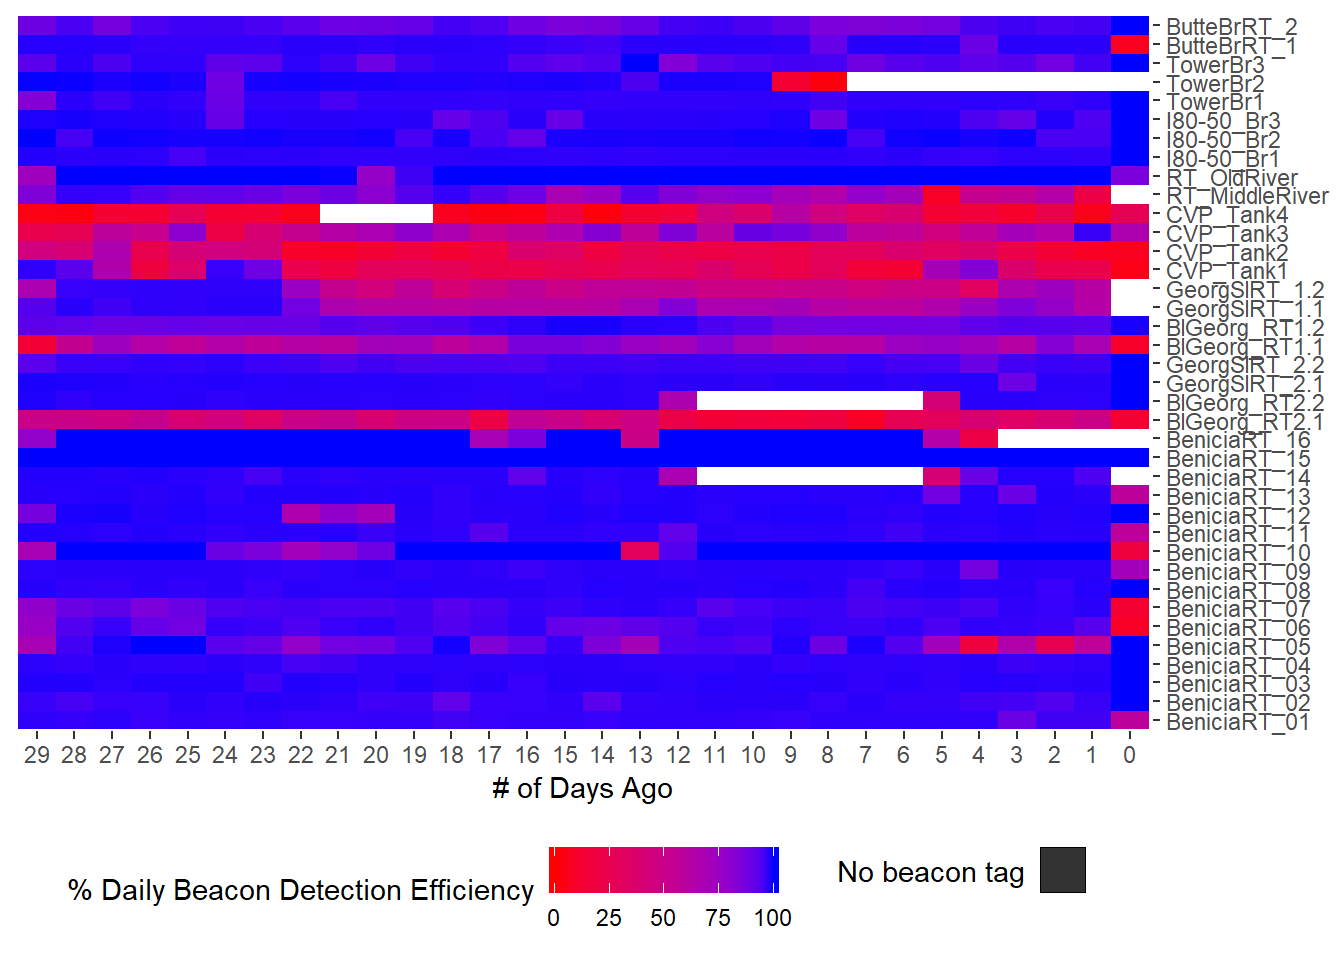 ButteBrRT_2
ButteBrRT_1
TowerBr3
TowerBr2
TowerBr1
I80-50_Br3
I80-50_Br2
I80-50_Br1
RT_OldRiver
RT_MiddleRiver
CVP_Tank4
CVP_Tank3
CVP_Tank2
CVP_Tank1
GeorgSlRT_1.2
GeorgSlRT_1.1
BlGeorg_RT1.2
BlGeorg_RT1.1
GeorgSlRT_2.2
GeorgSlRT_2.1
BlGeorg_RT2.2
BlGeorg_RT2.1
BeniciaRT_16
BeniciaRT_15
BeniciaRT_14
BeniciaRT_13
BeniciaRT_12
BeniciaRT_11
BeniciaRT_10
BeniciaRT_09
BeniciaRT_08
BeniciaRT_07
BeniciaRT_06
BeniciaRT_05
BeniciaRT_04
BeniciaRT_03
BeniciaRT_02
BeniciaRT_01
29 28 27 26 25 24 23 22 21 20 19 18 17 16 15 14 13 12 11 10 9 8 7 6 5 4 3 2 1 0
# of Days Ago
% Daily Beacon Detection Efficiency
0 25 50 75 100
No beacon tag